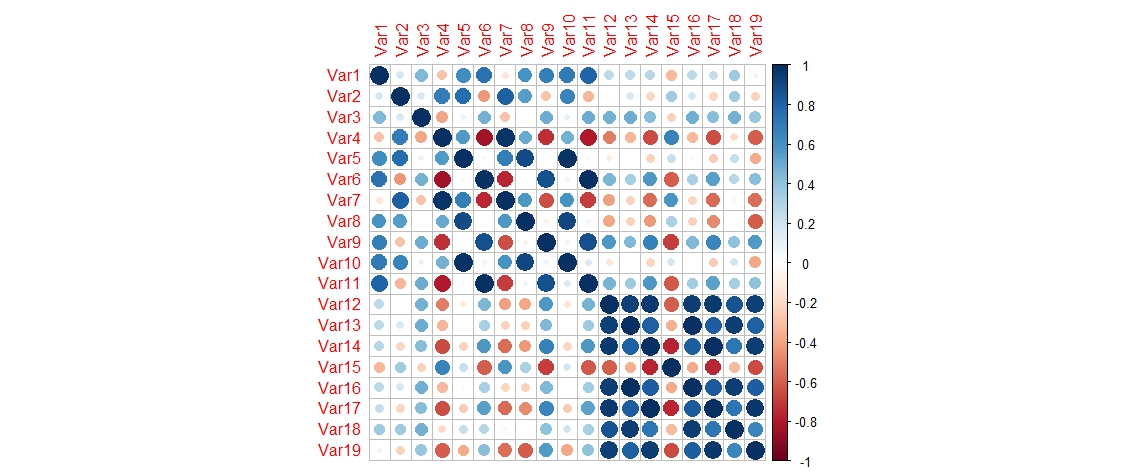 Var1 Var2 Var3 Var4 Var5 Var6 Var7 Var8 Var9 Var10 Var11 Var12 Var13 Var14 Var15 Var16 Var17 Var18 Var19
Var1
Var2
Var3
Var4
Var5
Var6
Var7
Var8
Var9
Var10
Var11
Var12
Var13
Var14
Var15
Var16
Var17
Var18
Var19
1
0.8
0.6
0.4
0.2
0
-0.2
-0.4
-0.6
-0.8
-1